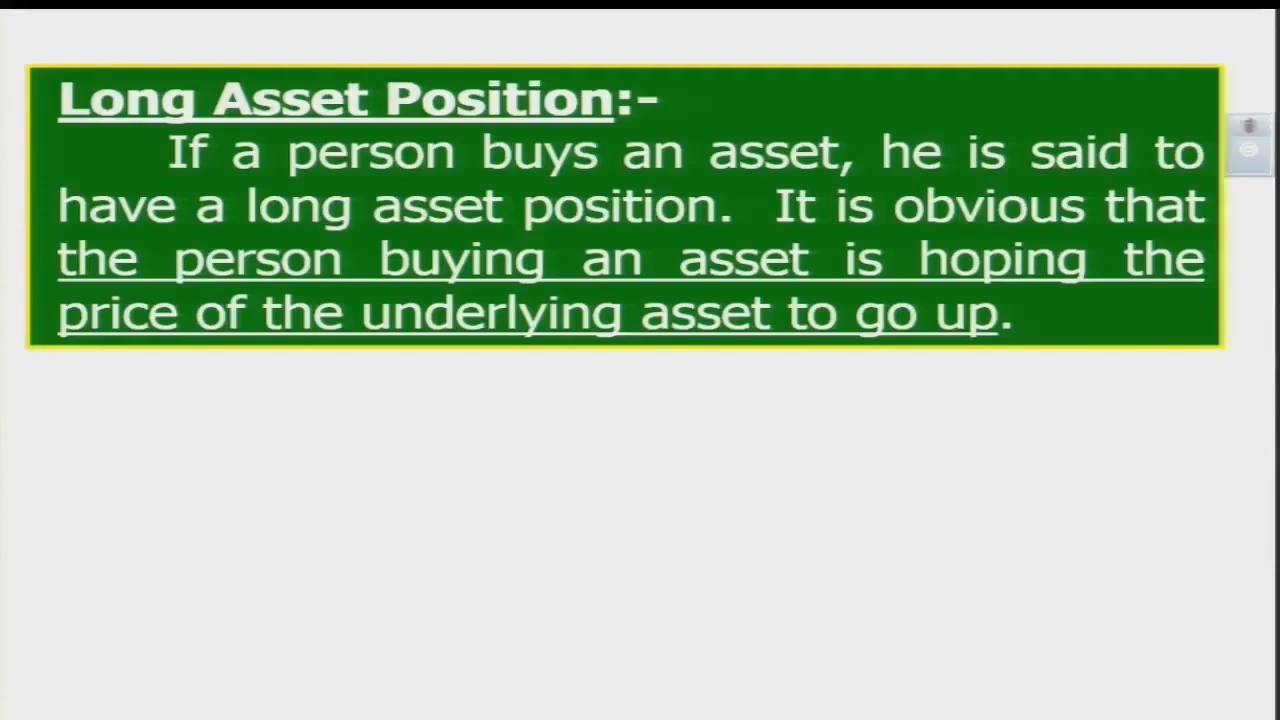 Long Asset Position:-
If a person buys an asset, he is said to
have a long asset position. It is obvious that
the person buying an asset is hoping the
price of the underlying asset to go up.